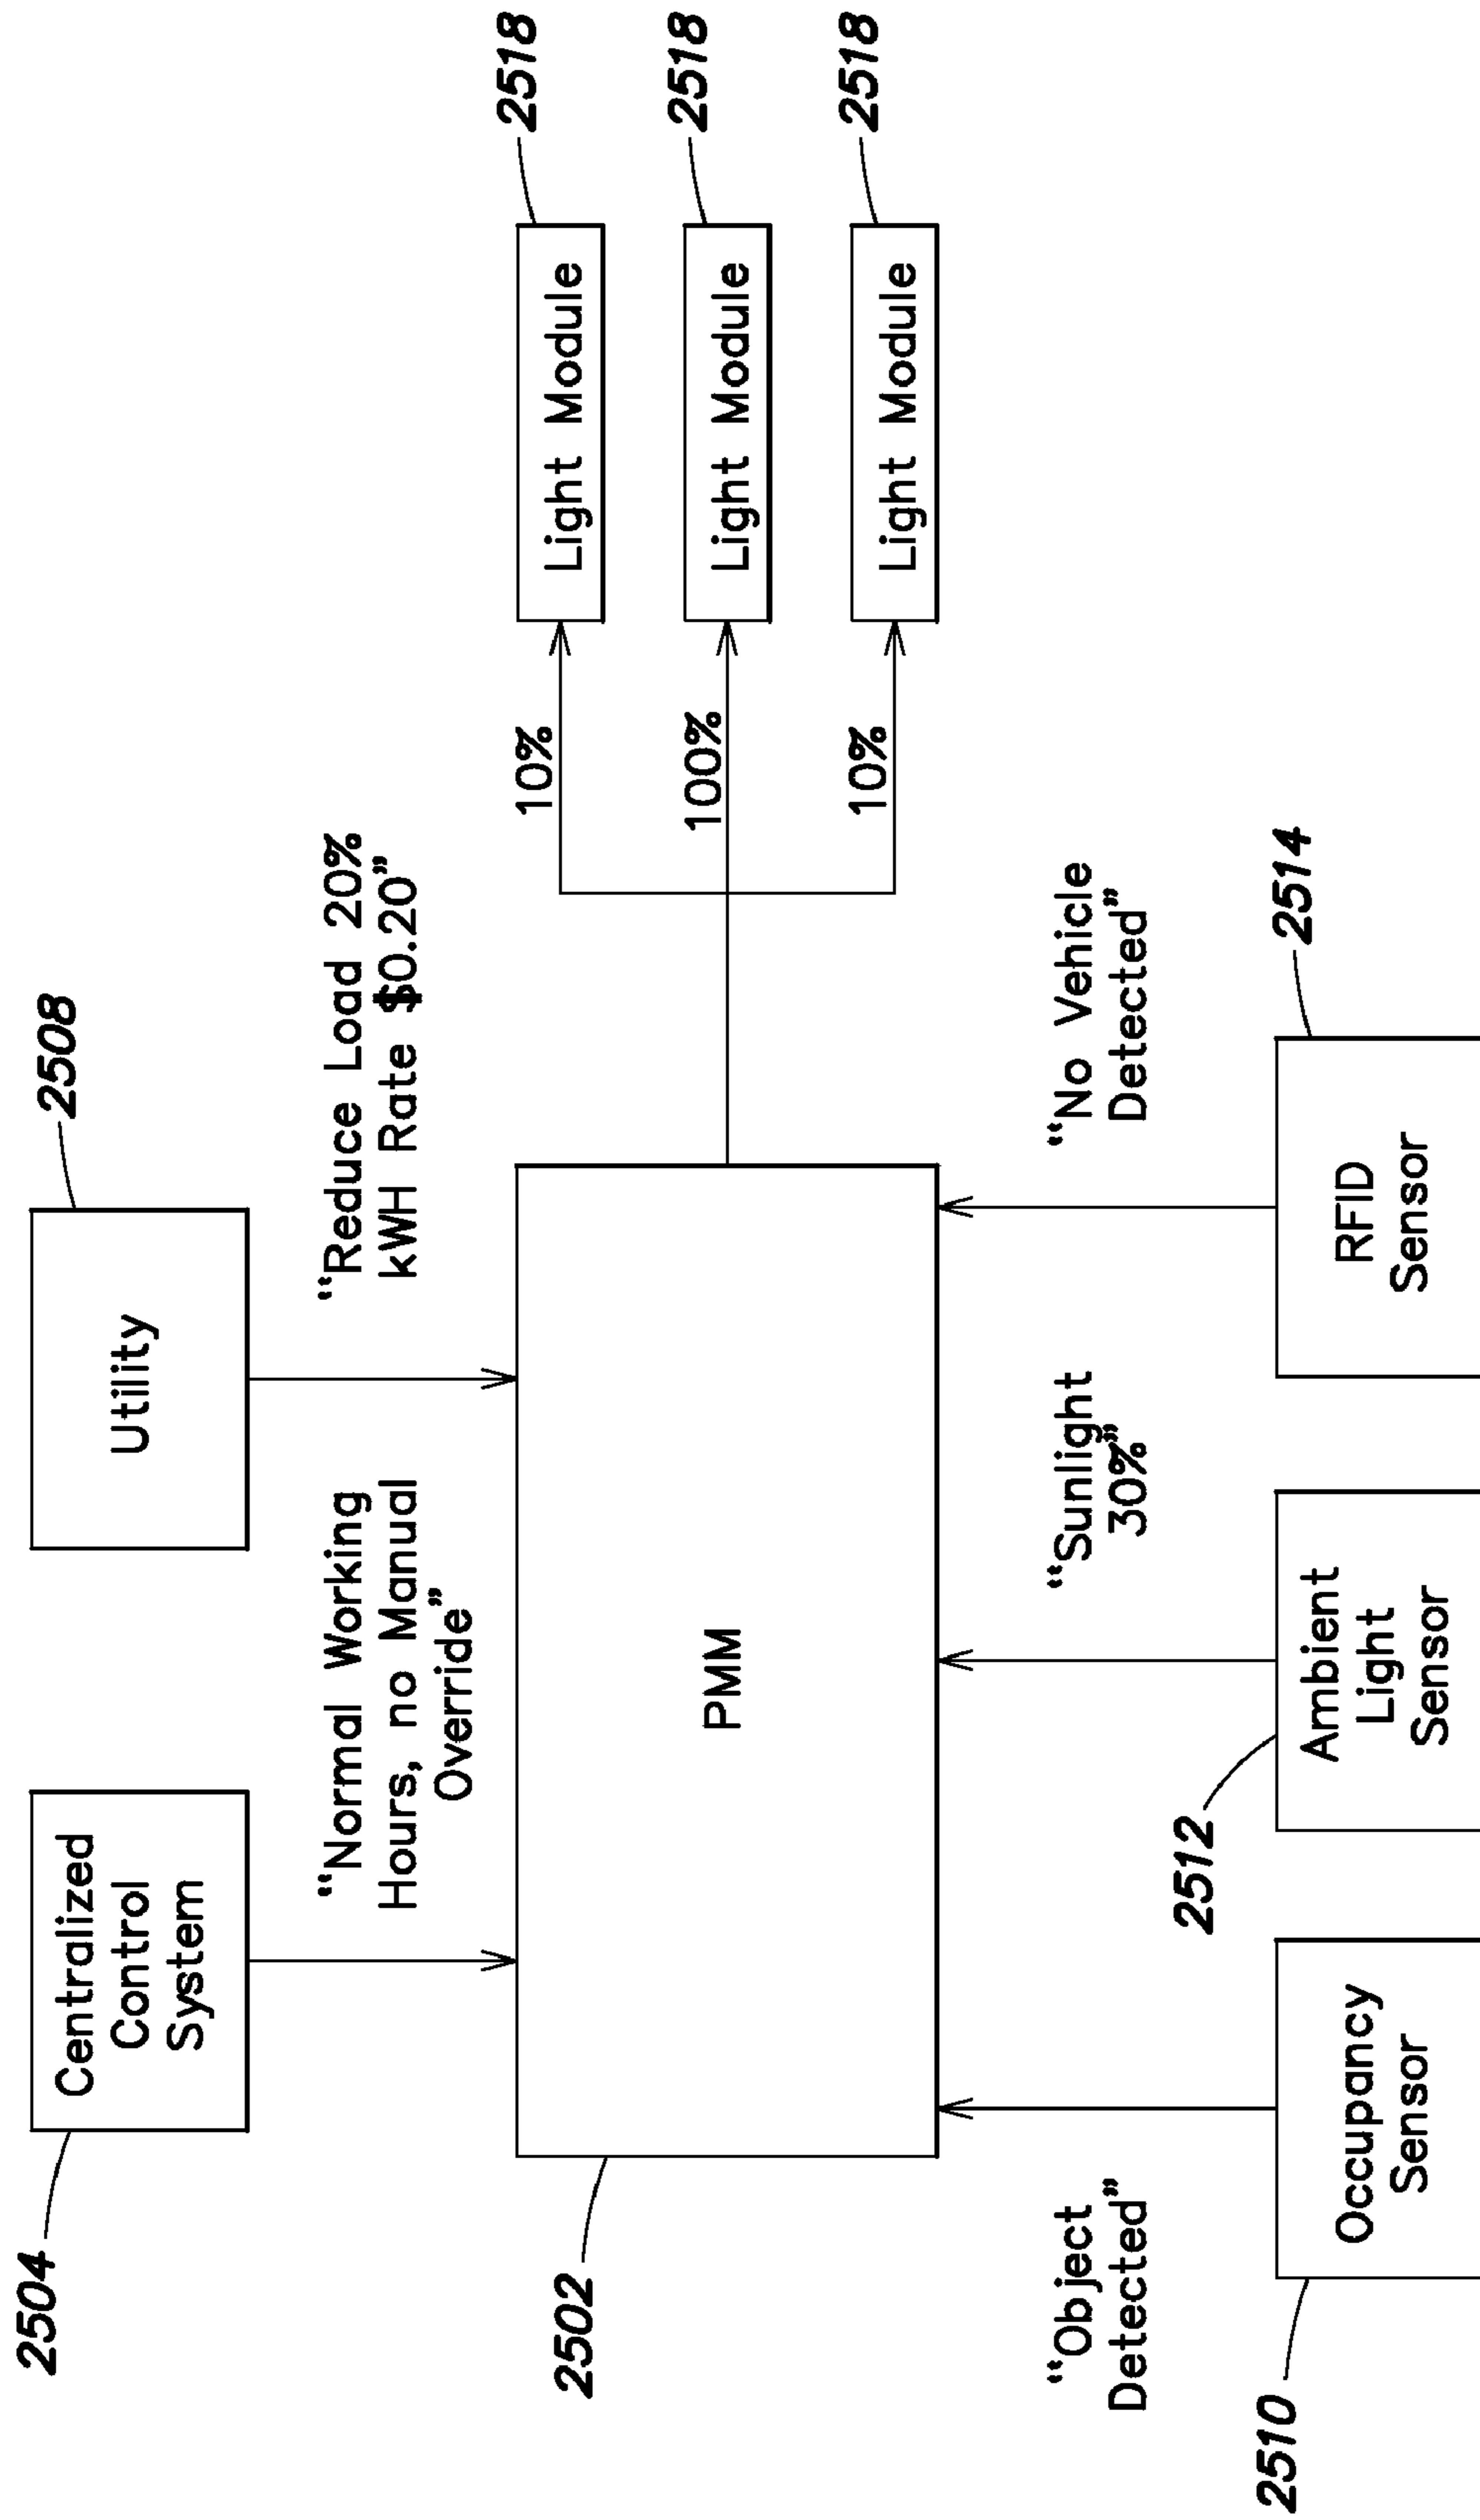 2504
Centralized
Control
System
2508
Utility
“Normal Working
Hours, no Manual
Override”
“Reduce Load 20%
kWH Rate $0.20”
2502
PMM
10%
Light Module
2518
100%
Light Module
2518
10%
Light Module
2518
“Object
Detected”
“Sunlight
30%”
“No Vehicle
Detected”
2510
Occupancy
Sensor
2512
Ambient
Light
Sensor
2514
RFID
Sensor